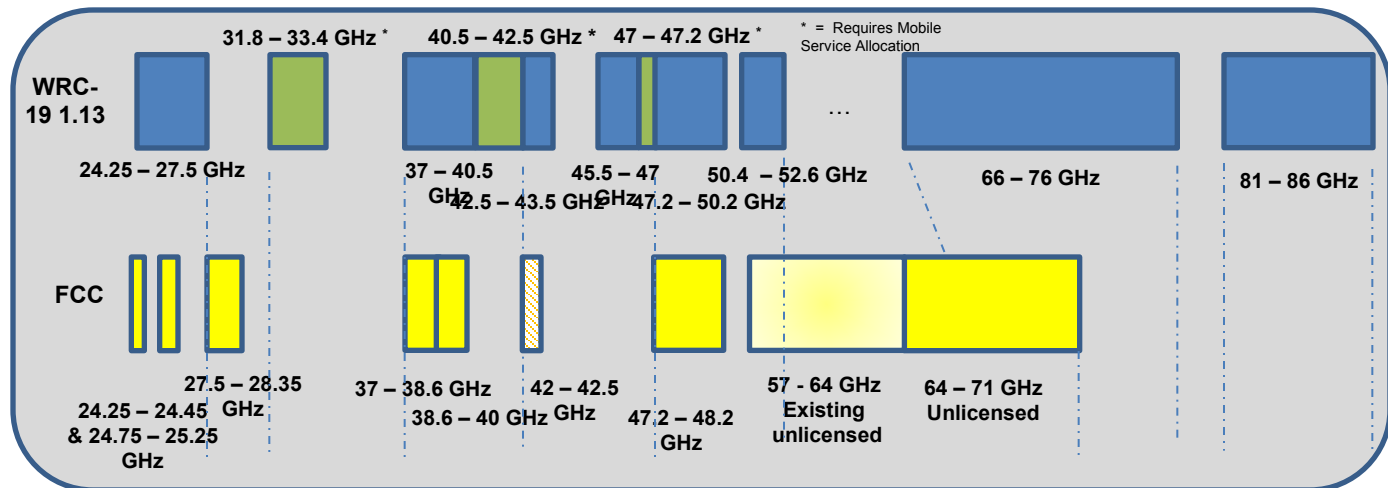 31.8 – 33.4 GHz *
40.5 – 42.5 GHz *
47 – 47.2 GHz *
* = Requires Mobile
Service Allocation
WRC-
19 1.13
...
24.25 – 27.5 GHz
37 – 40.5
GHz
42.5 – 43.5 GHz
45.5 – 47
GHz
47.2 – 50.2 GHz
50.4 – 52.6 GHz
66 – 76 GHz
81 – 86 GHz
FCC
24.25 – 24.45
& 24.75 – 25.25
GHz
27.5 – 28.35
GHz
37 – 38.6 GHz
38.6 – 40 GHz
42 – 42.5
GHz
47.2 – 48.2
GHz
57 - 64 GHz
Existing
unlicensed
64 – 71 GHz
Unlicensed